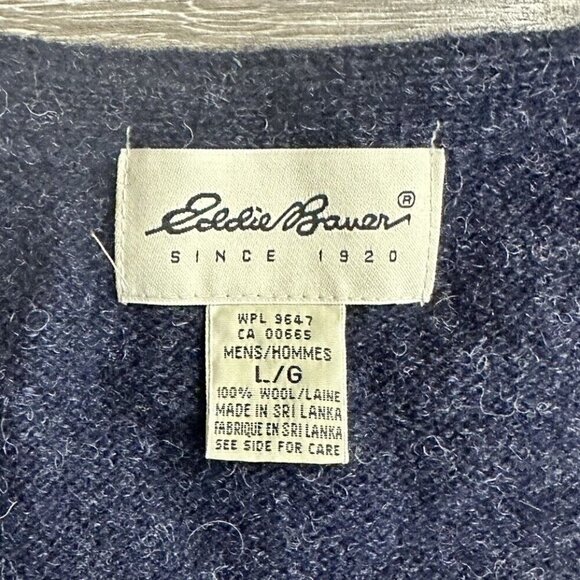 Eddie Bauer ®
SINCE 1920
WPL 9647
CA 00665
MENS/HOMMES
L/G
100% WOOL/LAINE
MADE IN SRI LANKA
FABRIQUE EN SRI LANKA
SEE SIDE FOR CARE